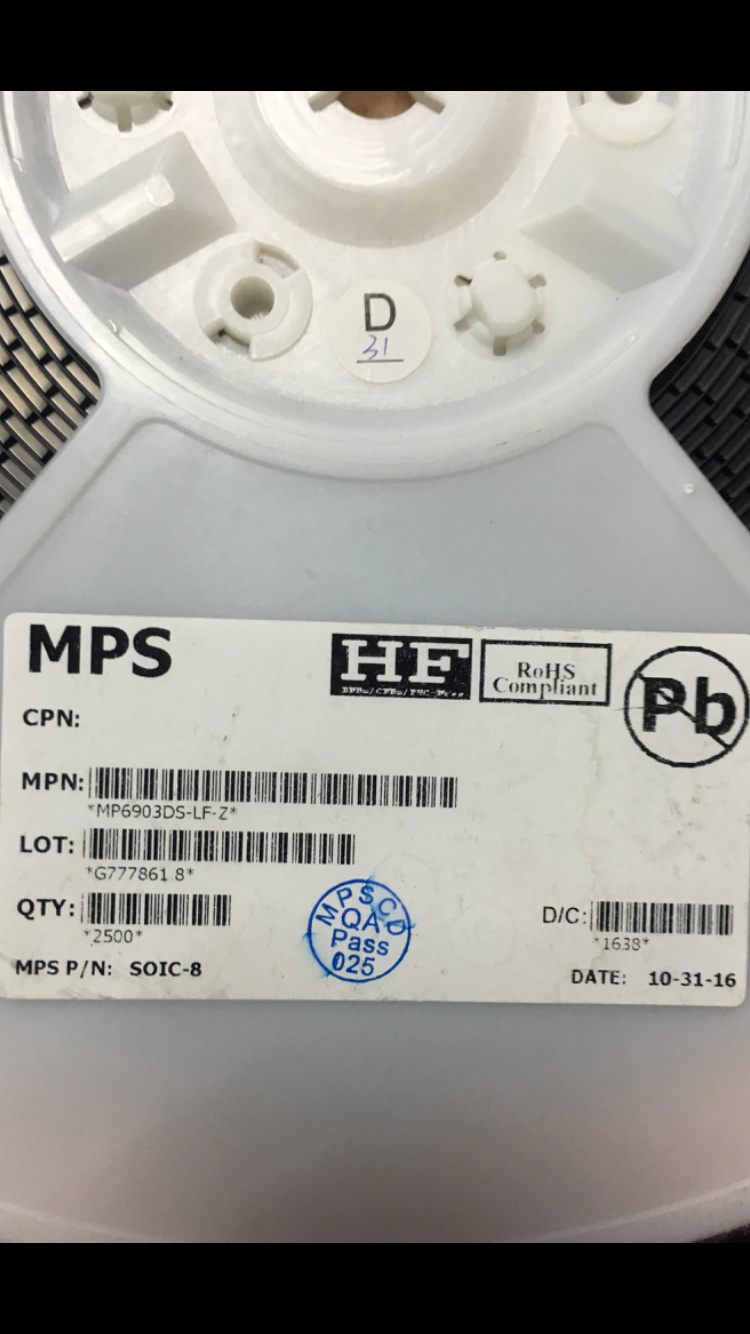 D
31
MPS
HF
RoHS
Compliant
Pb
CPN:
MPN:
*MP6903DS-LF-Z*
LOT:
*G777861.8*
QTY:
*2500*
MPSCD
QA
Pass
025
D/C:
*1638*
MPS P/N: SOIC-8
DATE: 10-31-16